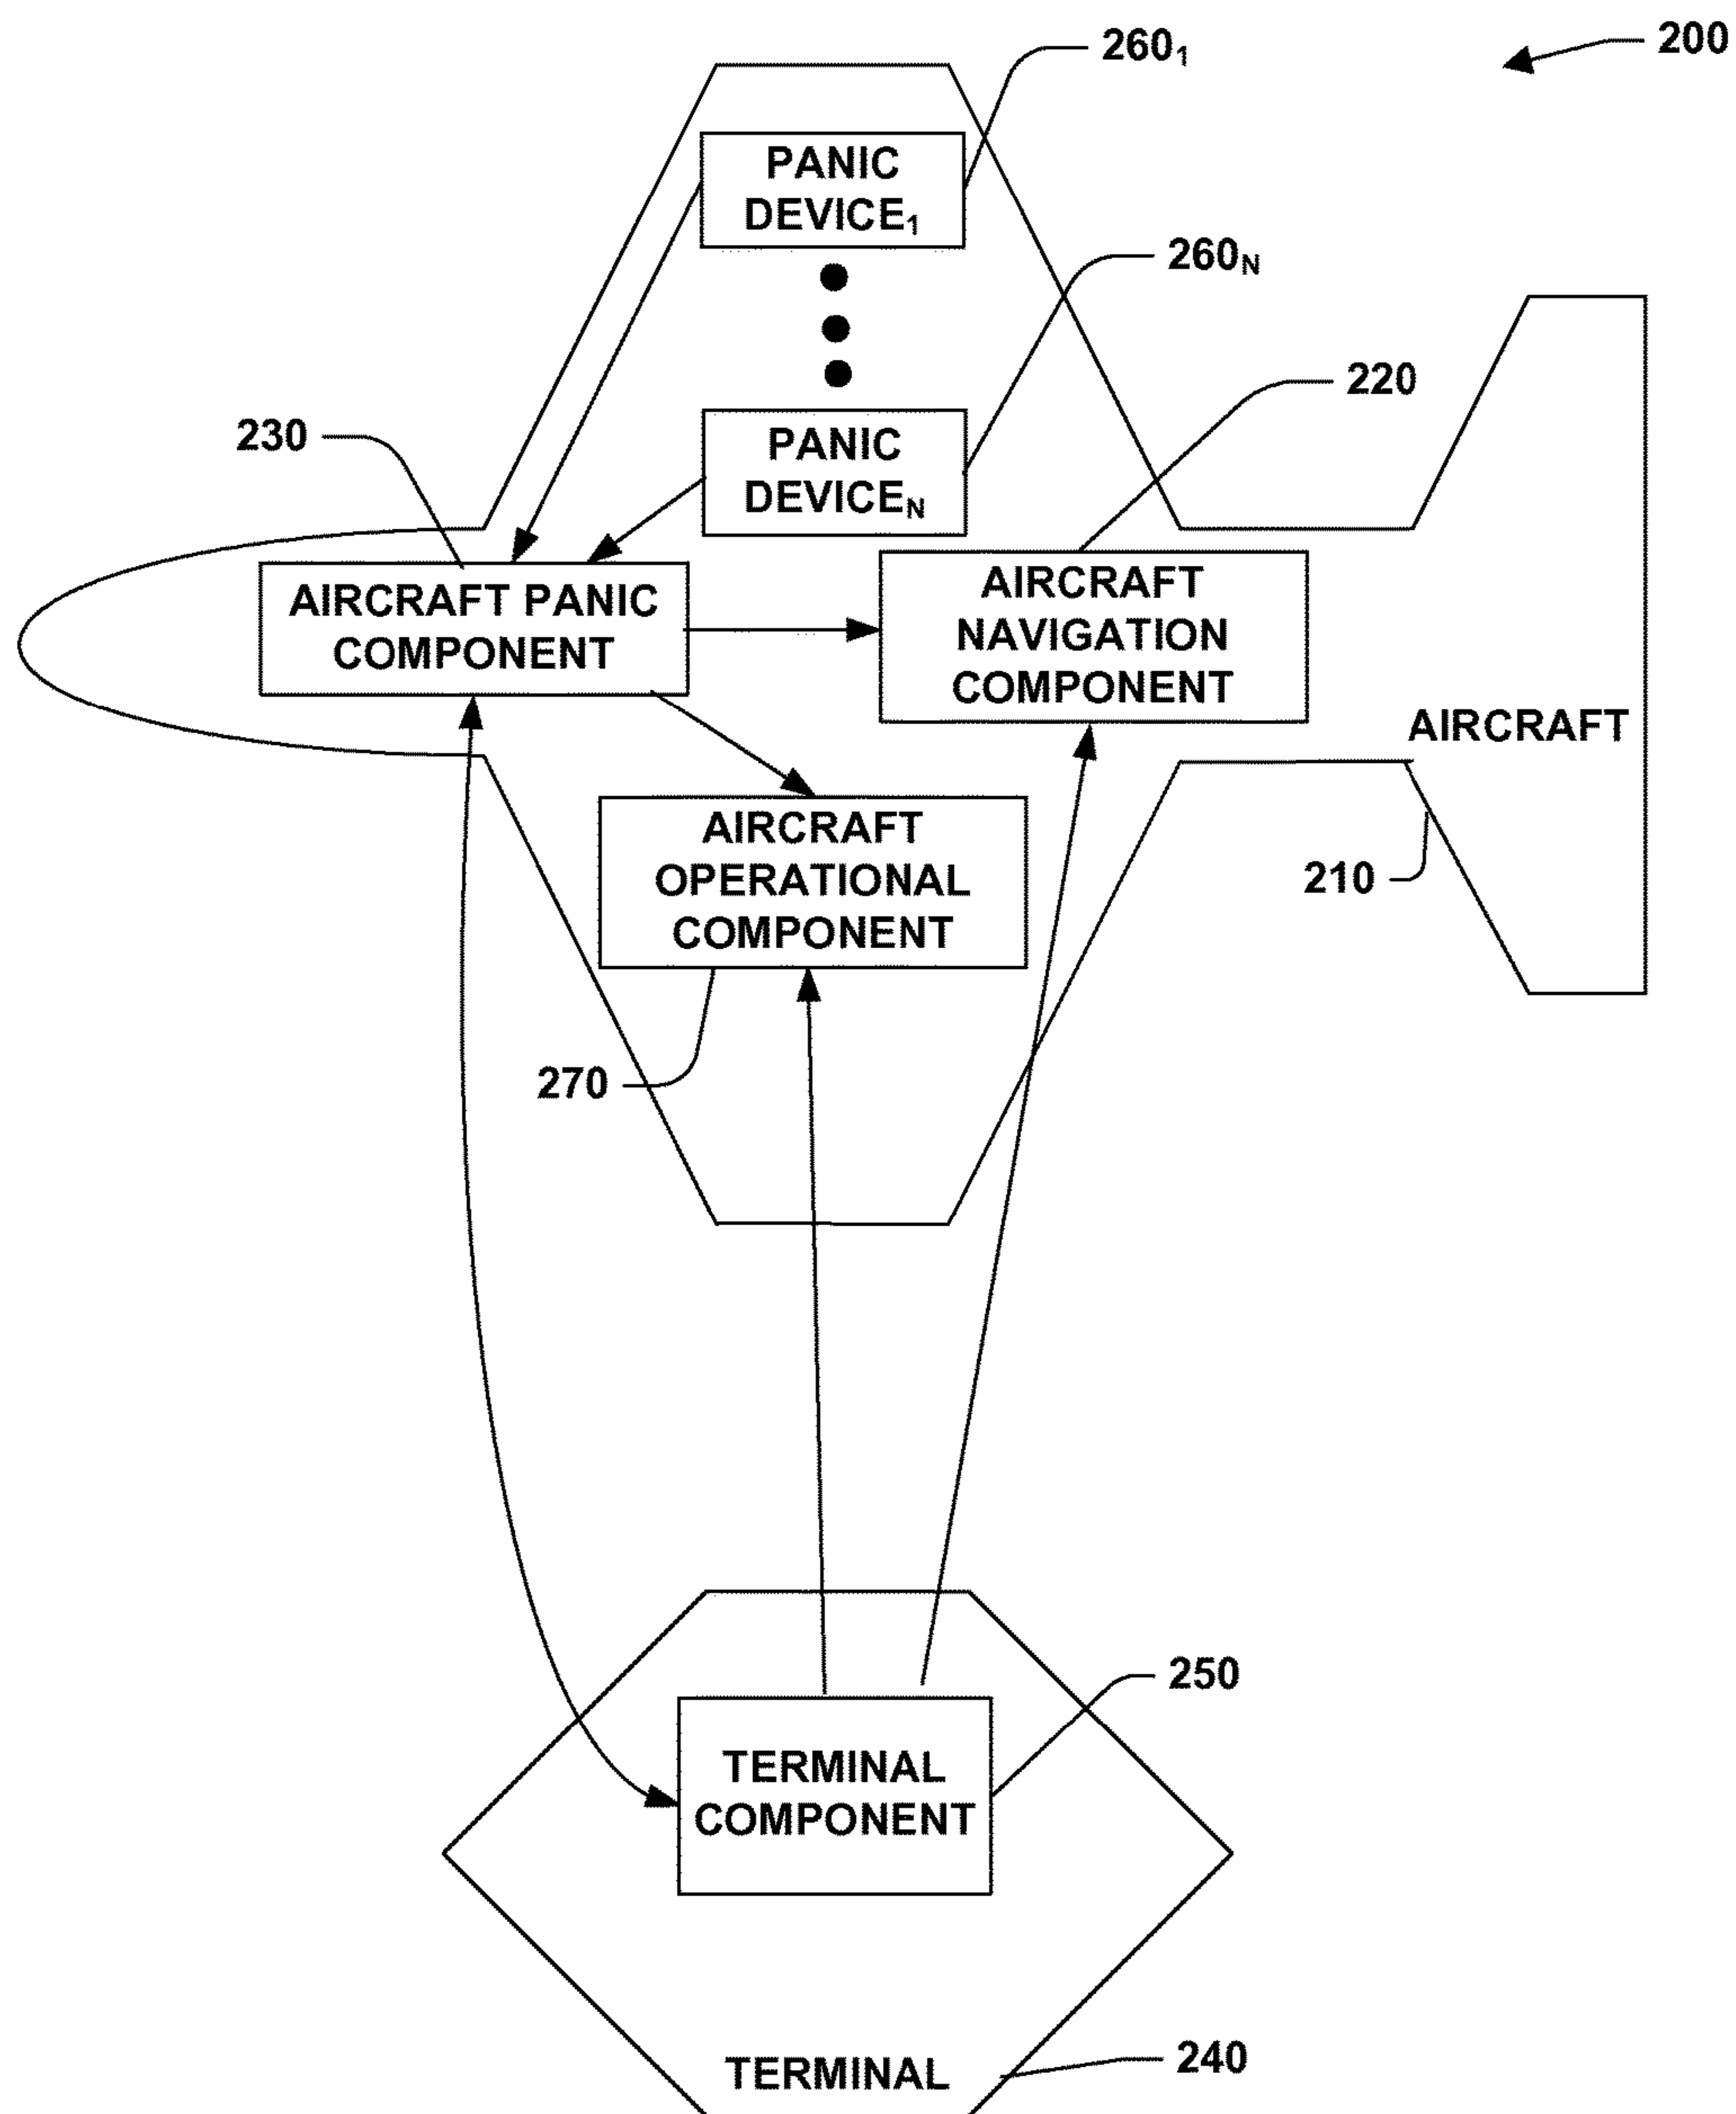 200
260₁
PANIC
DEVICE₁
260N
220
230
PANIC
DEVICEN
AIRCRAFT PANIC
COMPONENT
AIRCRAFT
NAVIGATION
COMPONENT
AIRCRAFT
AIRCRAFT
OPERATIONAL
COMPONENT
210
270
250
TERMINAL
COMPONENT
TERMINAL
240